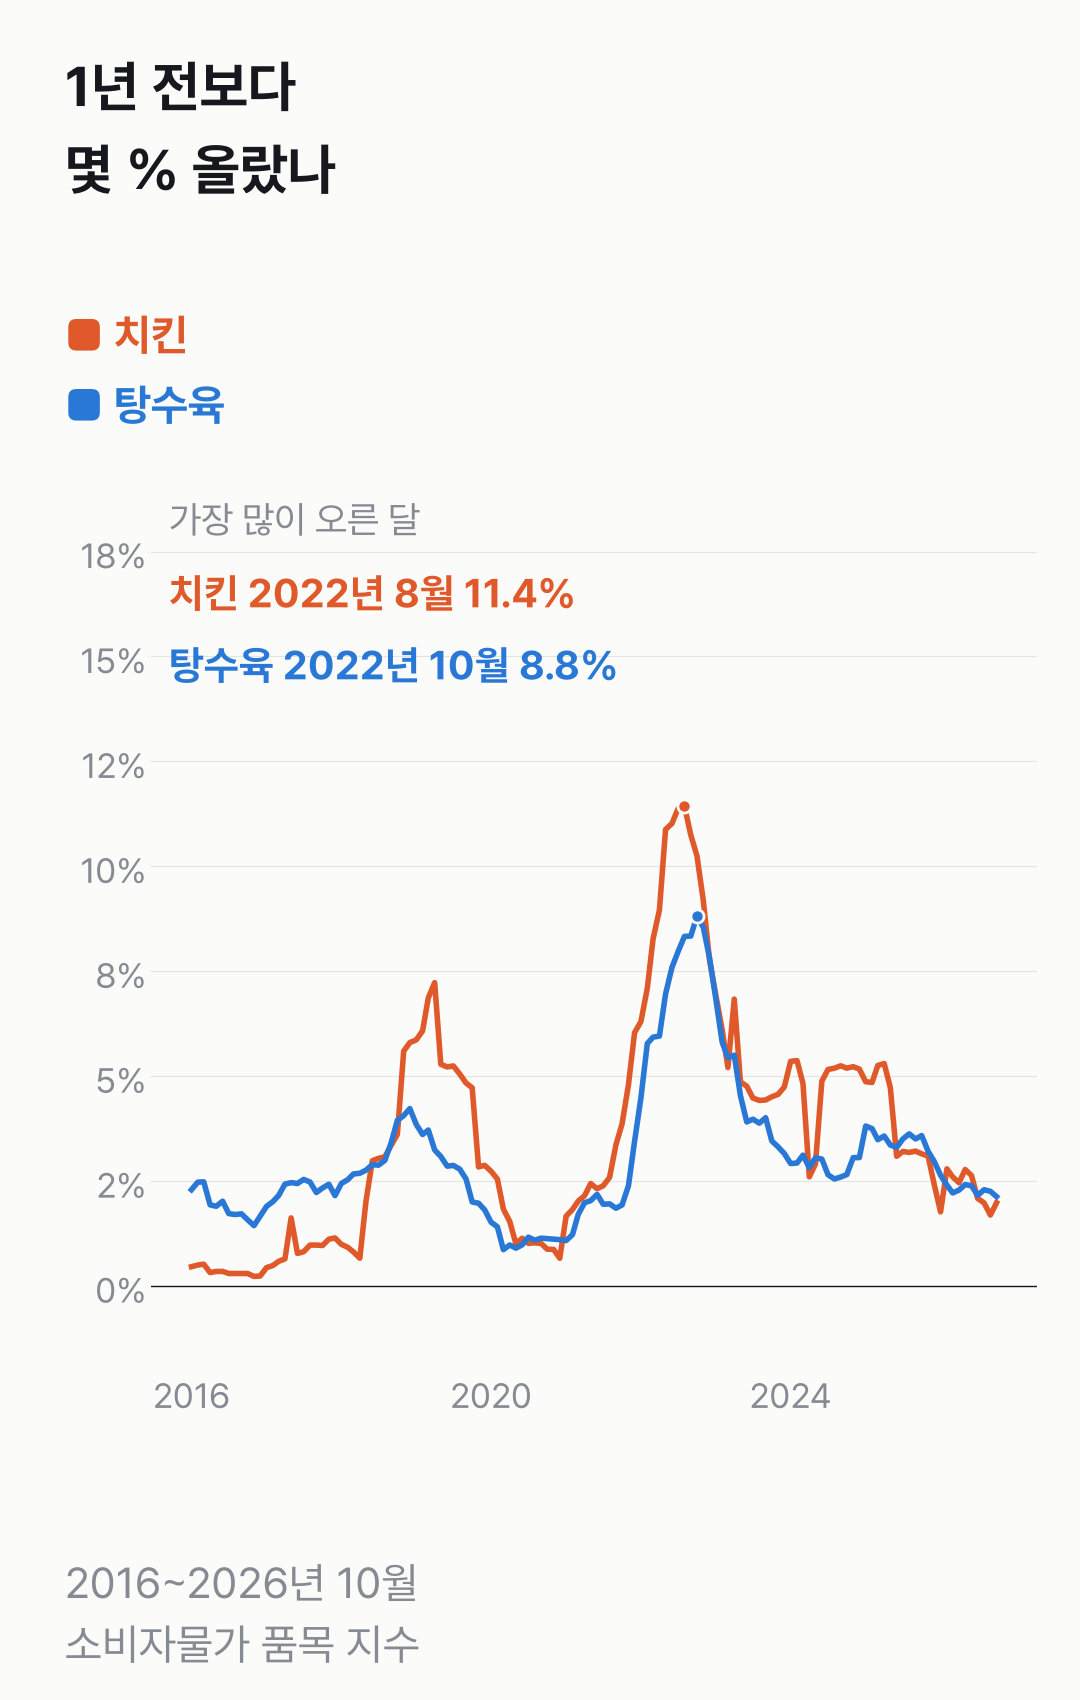 1년 전보다
몇 % 올랐나
치킨
탕수육
가장 많이 오른 달
18%
치킨 2022년 8월 11.4%
15%
탕수육 2022년 10월 8.8%
12%
10%
8%
5%
2%
0%
2016 2020 2024
2016~2026년 10월
소비자물가 품목 지수